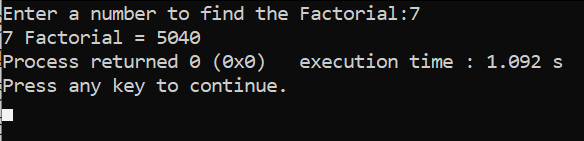 Enter a number to find the Factorial:7
7 Factorial = 5040
Process returned 0 (0x0)   execution time : 1.092 s
Press any key to continue.